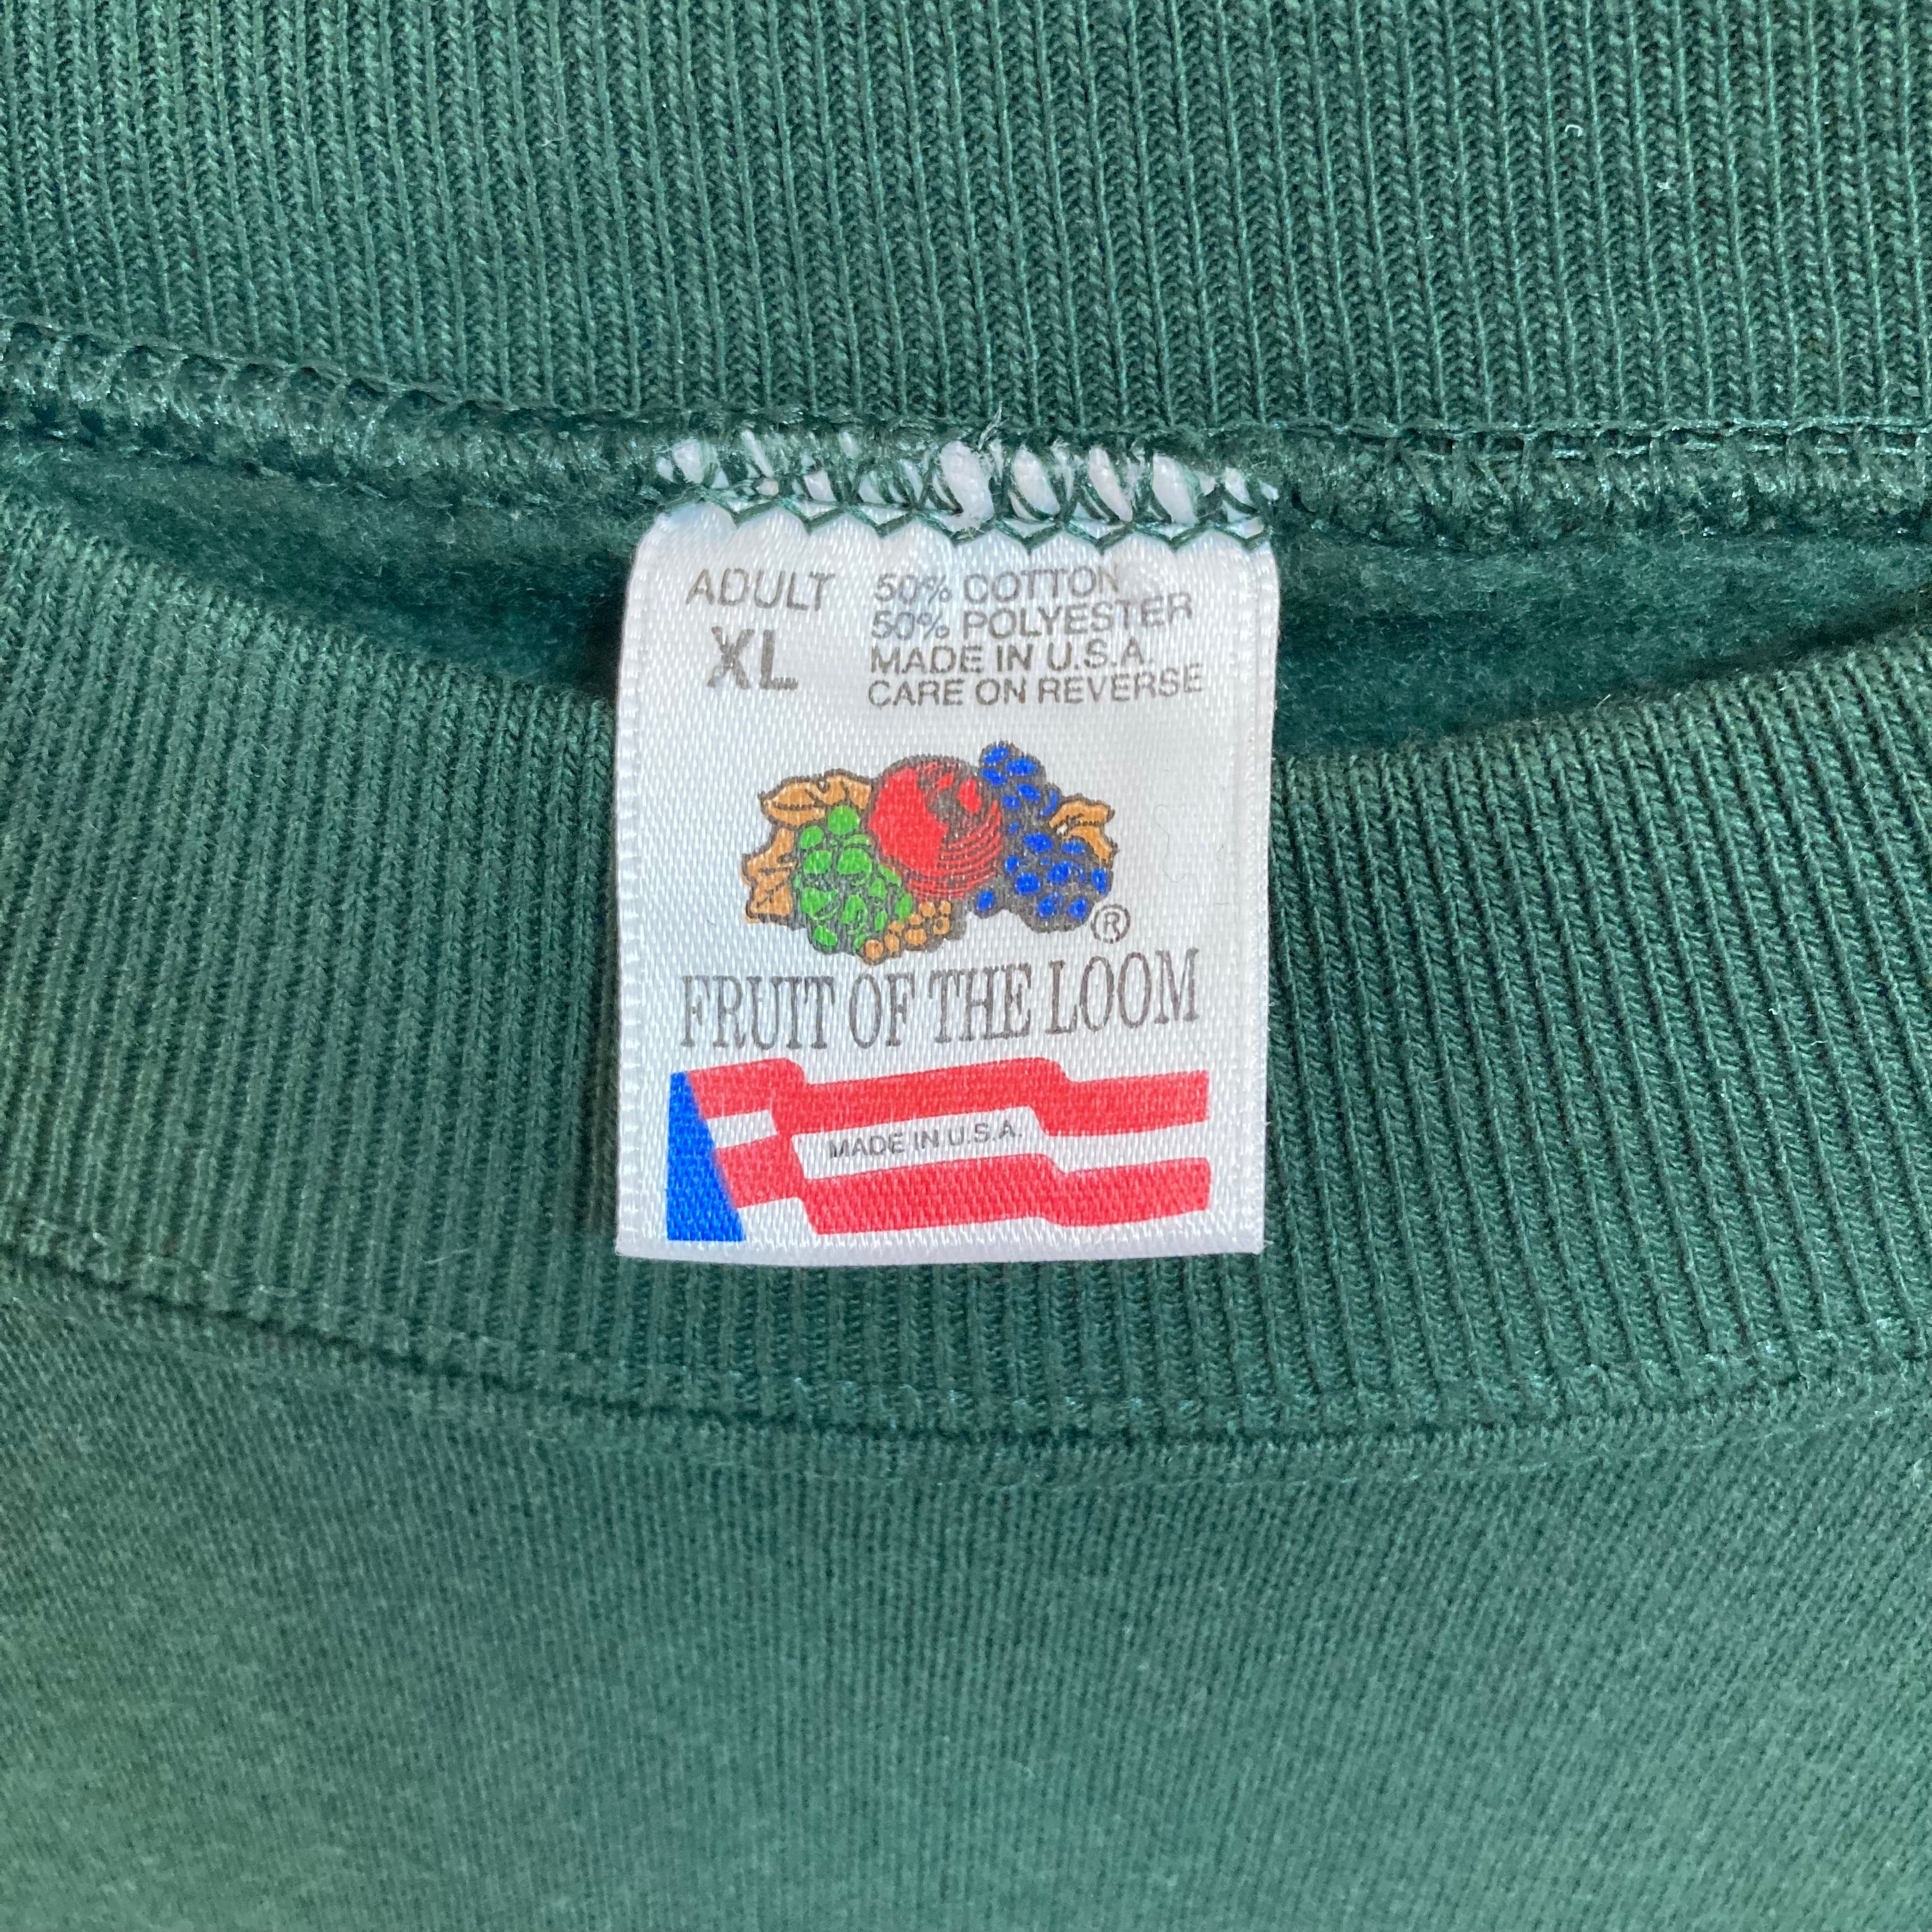 ADULT
XL
50% COTTON
50% POLYESTER
MADE IN U.S.A.
CARE ON REVERSE
®
FRUIT OF THE LOOM
MADE IN U.S.A.